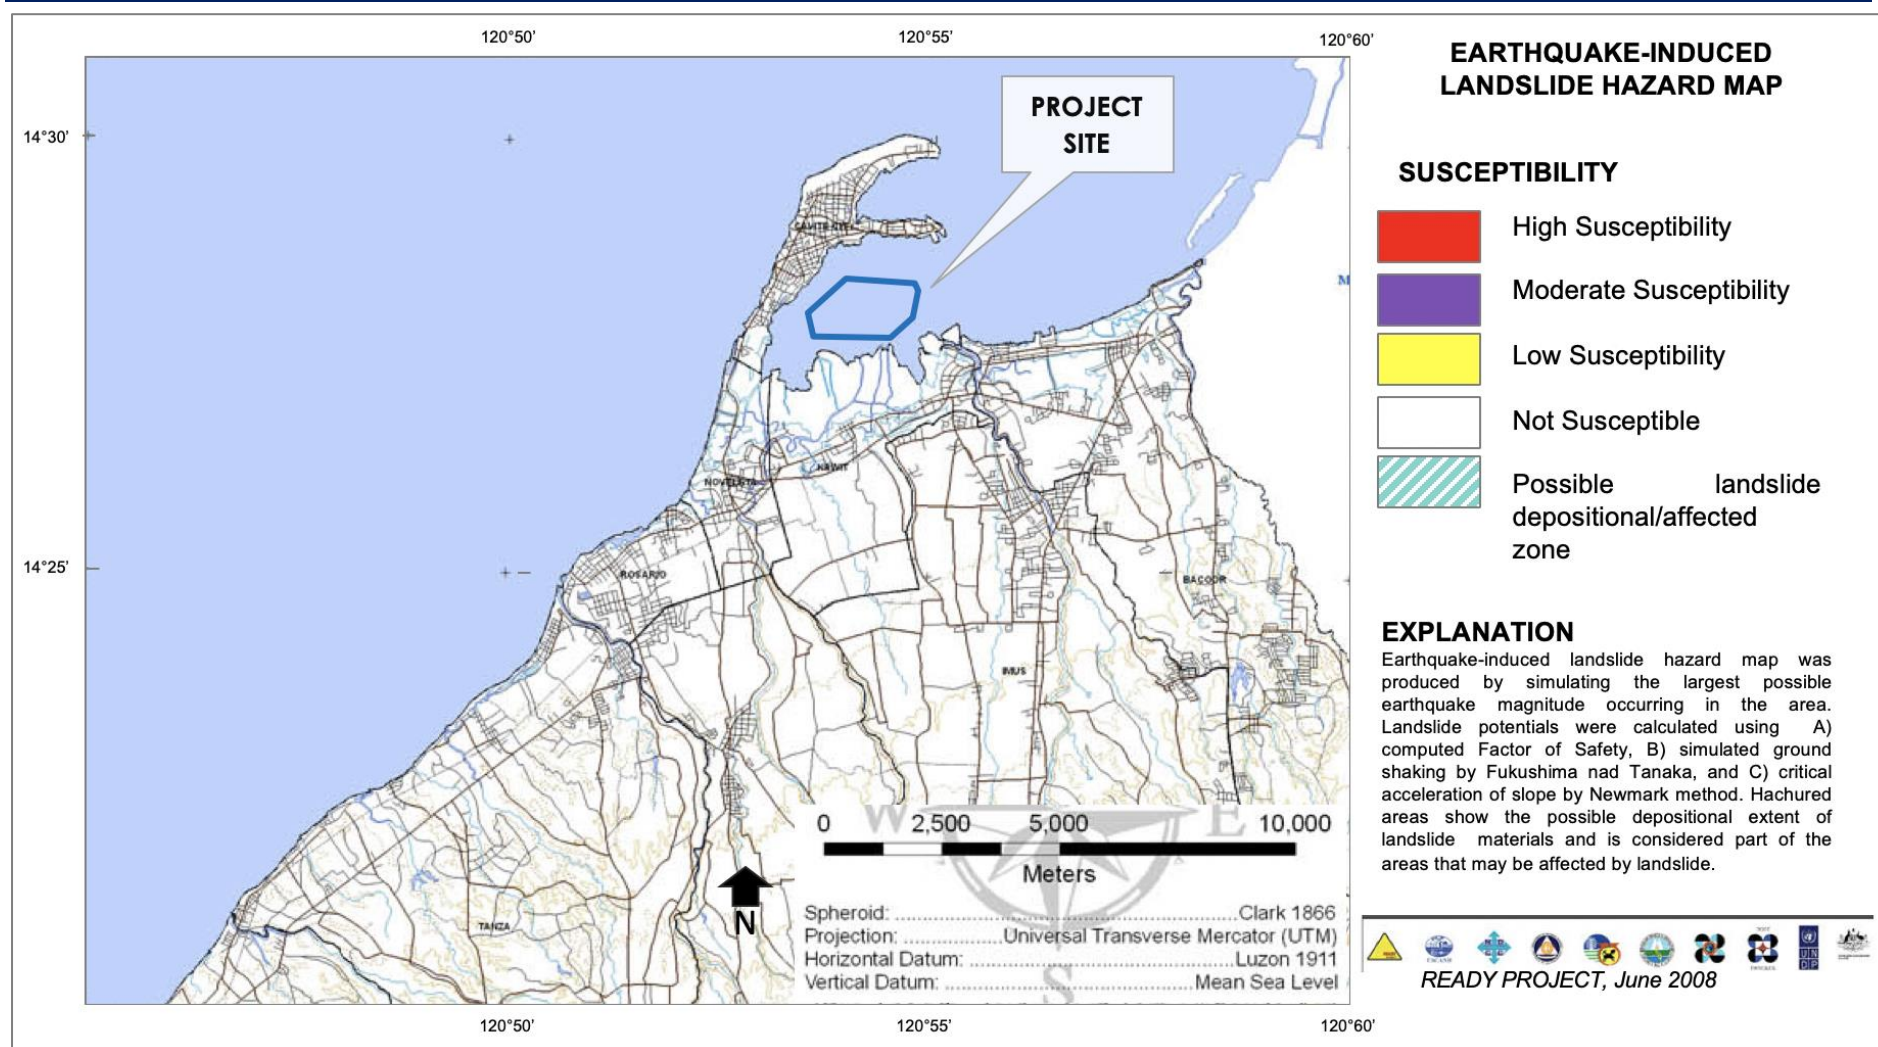 120°50'
120°55'
120°60'
14°30'
PROJECT
SITE
CAVITE CITY
M
KAWIT
NOVELETA
14°25'
ROSARIO
BACOOR
IMUS
TANZA
W
E
S
0 2,500 5,000 10,000
Meters
N
Spheroid: Clark 1866
Projection: Universal Transverse Mercator (UTM)
Horizontal Datum: Luzon 1911
Vertical Datum: Mean Sea Level
120°50'
120°55'
120°60'
EARTHQUAKE-INDUCED
LANDSLIDE HAZARD MAP
SUSCEPTIBILITY
High Susceptibility
Moderate Susceptibility
Low Susceptibility
Not Susceptible
Possible landslide
depositional/affected
zone
EXPLANATION
Earthquake-induced landslide hazard map was
produced by simulating the largest possible
earthquake magnitude occurring in the area.
Landslide potentials were calculated using A)
computed Factor of Safety, B) simulated ground
shaking by Fukushima nad Tanaka, and C) critical
acceleration of slope by Newmark method. Hachured
areas show the possible depositional extent of
landslide materials and is considered part of the
areas that may be affected by landslide.
UN
DP
READY PROJECT, June 2008